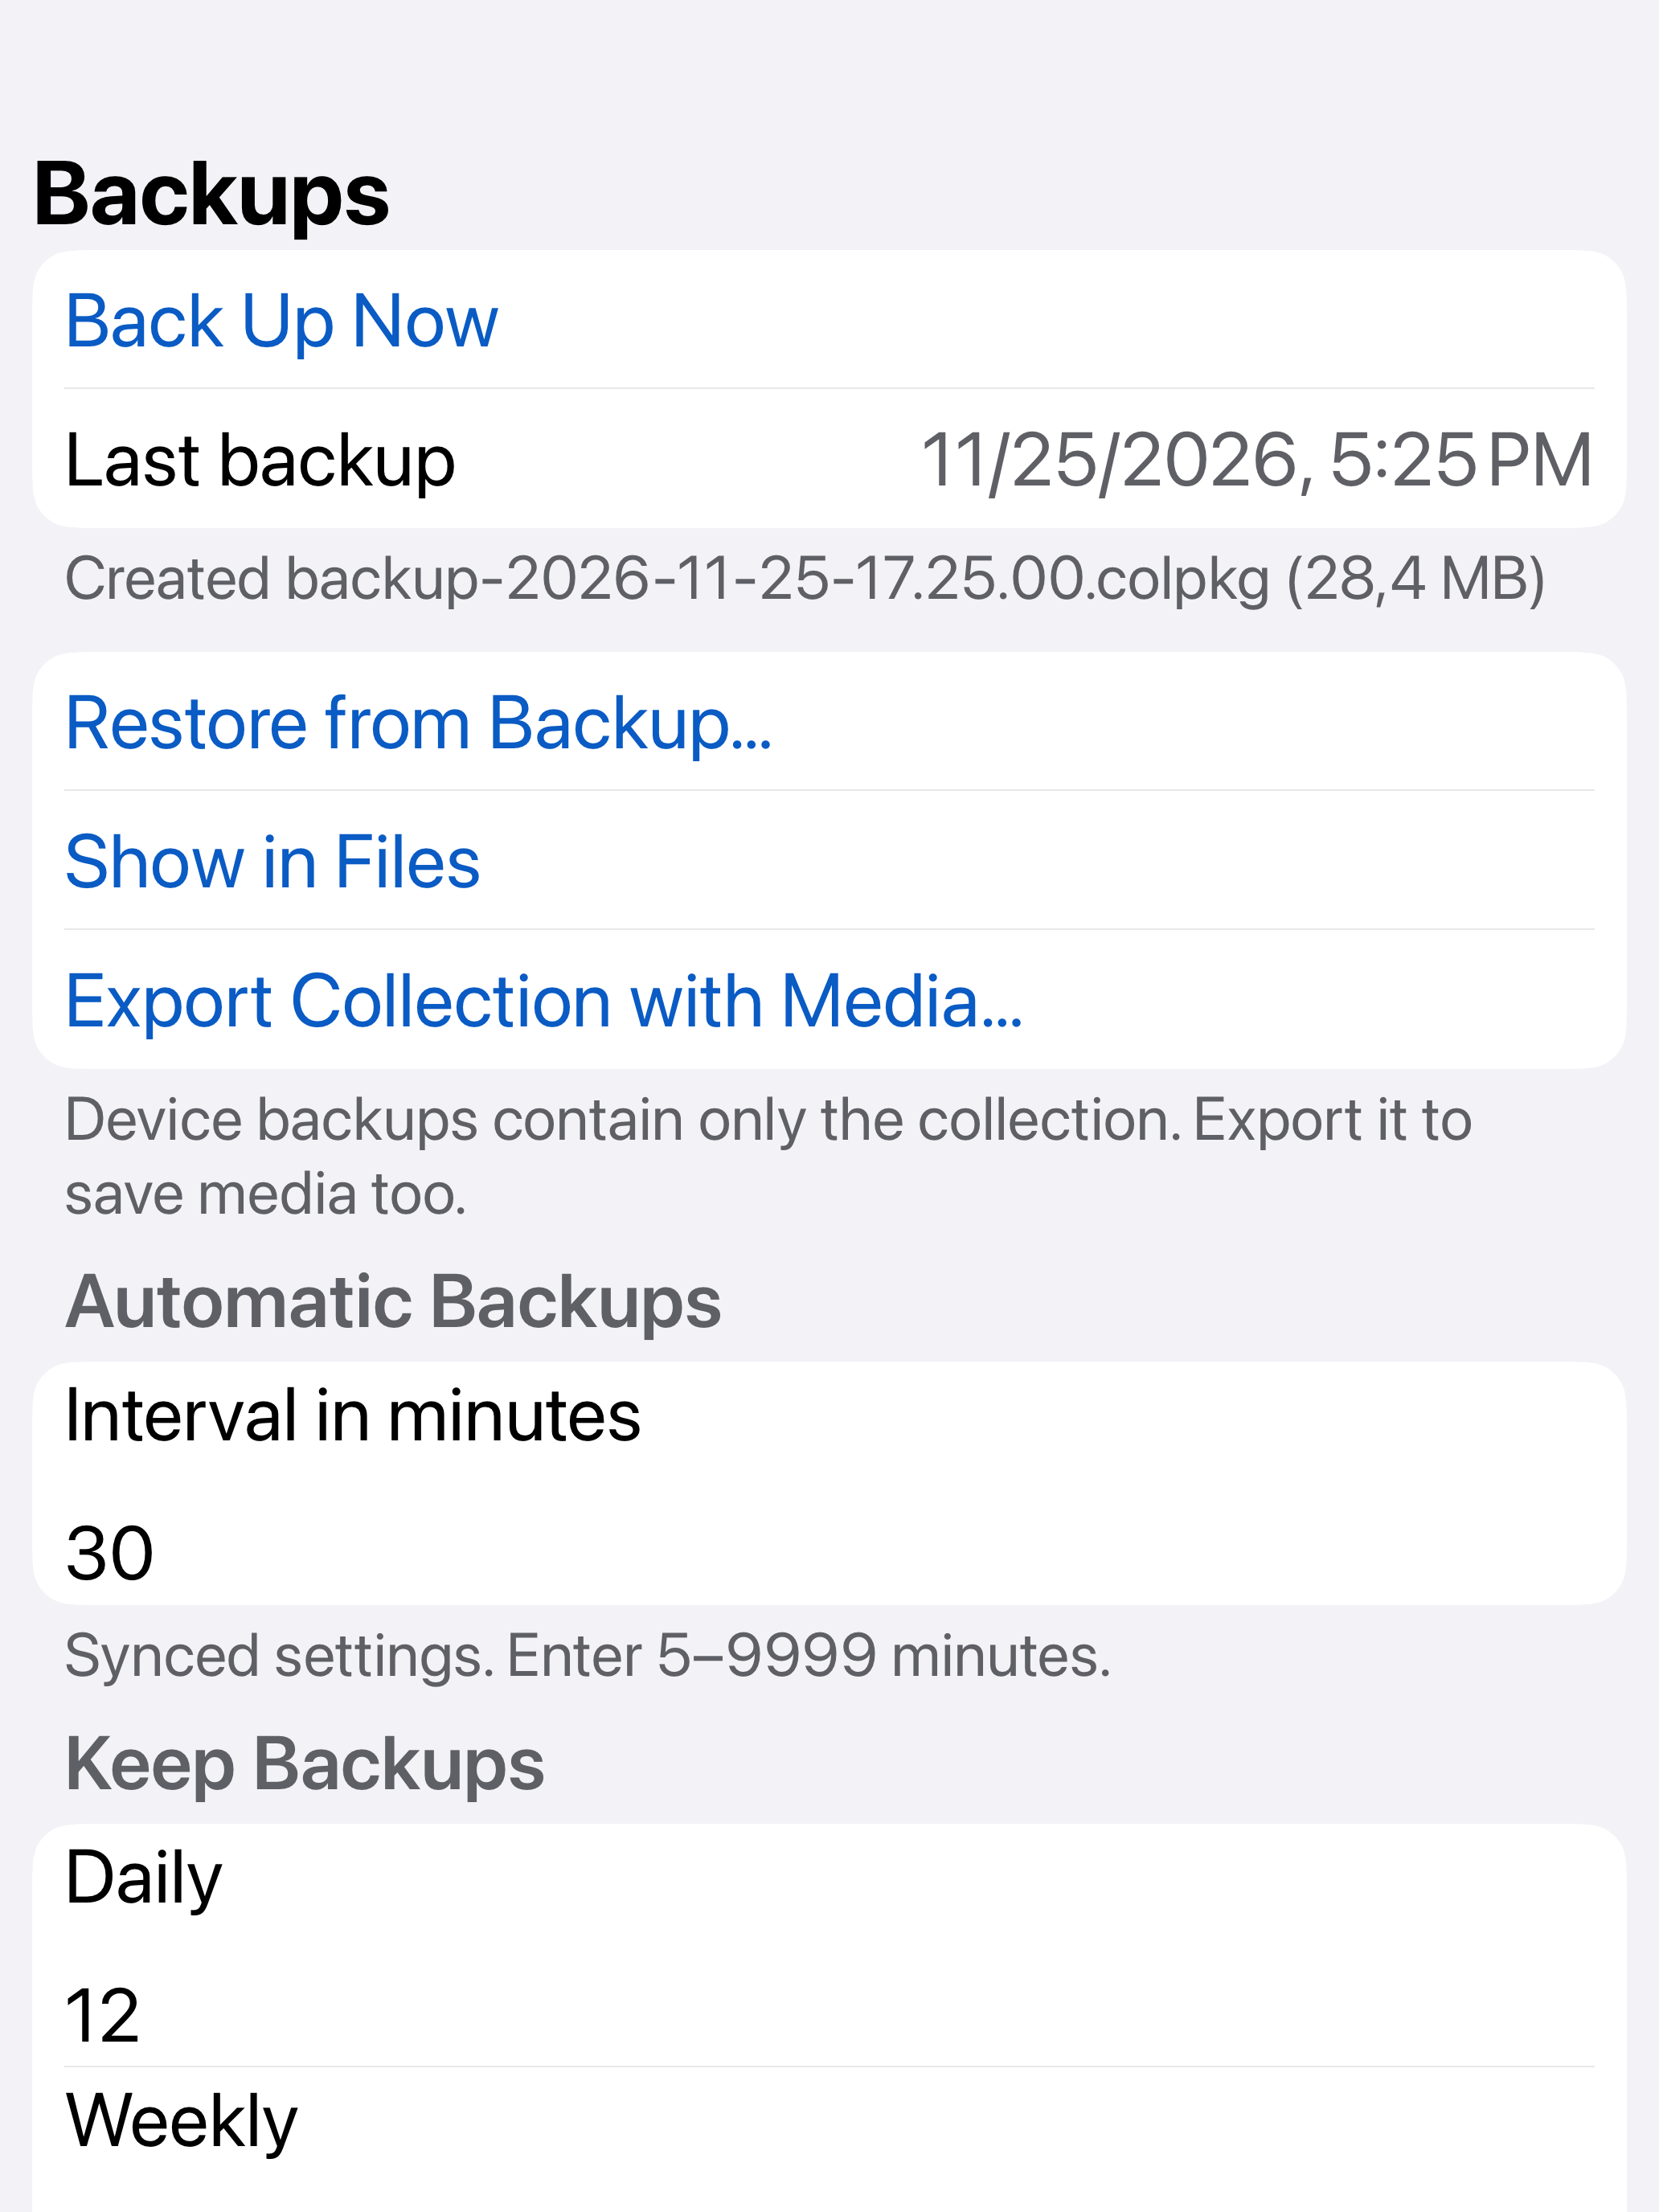 Backups
Back Up Now
Last backup 11/25/2026, 5:25 PM
Created backup-2026-11-25-17.25.00.colpkg (28,4 MB)
Restore from Backup...
Show in Files
Export Collection with Media...
Device backups contain only the collection. Export it to
save media too.
Automatic Backups
Interval in minutes
30
Synced settings. Enter 5–9999 minutes.
Keep Backups
Daily
12
Weekly